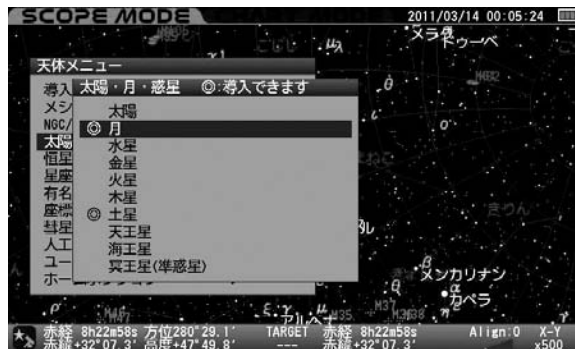 SCOPE MODE 2011/03/14 00:05:24
メラク
ドゥーベ
μλ
天体メニュー
太陽・月・惑星 ◎:導入できます
導入
メシ
NGC/
太陽
恒星
星座
有名
座標
彗星
人工
ユー
ホー
太陽
◎ 月
水星
金星
火星
木星
◎ 土星
天王星
海王星
冥王星(準惑星)
メンカリナン
カペラ
M37
M38
M35
赤経 8h22m58s 方位280°29.1' TARGET 赤経 8h22m58s Align:0 X-Y
赤緯+32°07.3' 高度+47°49.8' --- 赤緯+32°07.3' x500